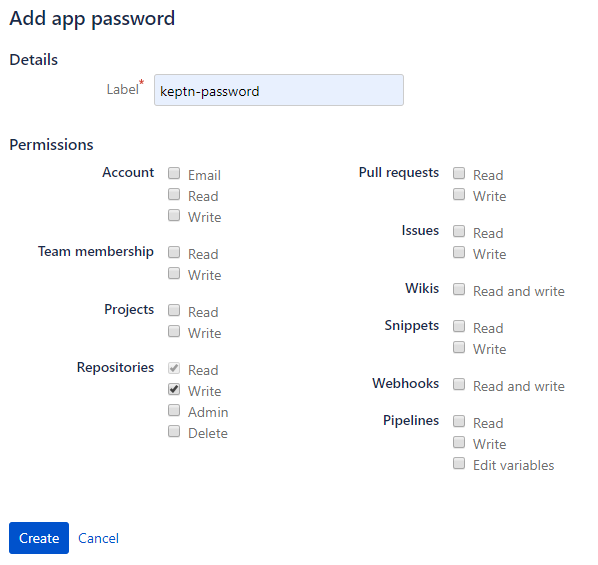 Add app password
Details
Label*
keptn-password
Permissions
Account
Email
Read
Write
Team membership
Read
Write
Projects
Read
Write
Repositories
Read
Write
Admin
Delete
Pull requests
Read
Write
Issues
Read
Write
Wikis
Read and write
Snippets
Read
Write
Webhooks
Read and write
Pipelines
Read
Write
Edit variables
Create
Cancel